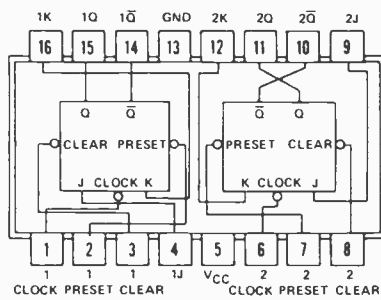 1K 1Q 1Q̅ GND 2K 2Q 2Q̅ 2J
16 15 14 13 12 11 10 9
Q Q̅ Q̅ Q
CLEAR PRESET PRESET CLEAR
J CLOCK K K CLOCK J
1 2 3 4 5 6 7 8
1 1 1 1J VCC 2 2 2
CLOCK PRESET CLEAR CLOCK PRESET CLEAR